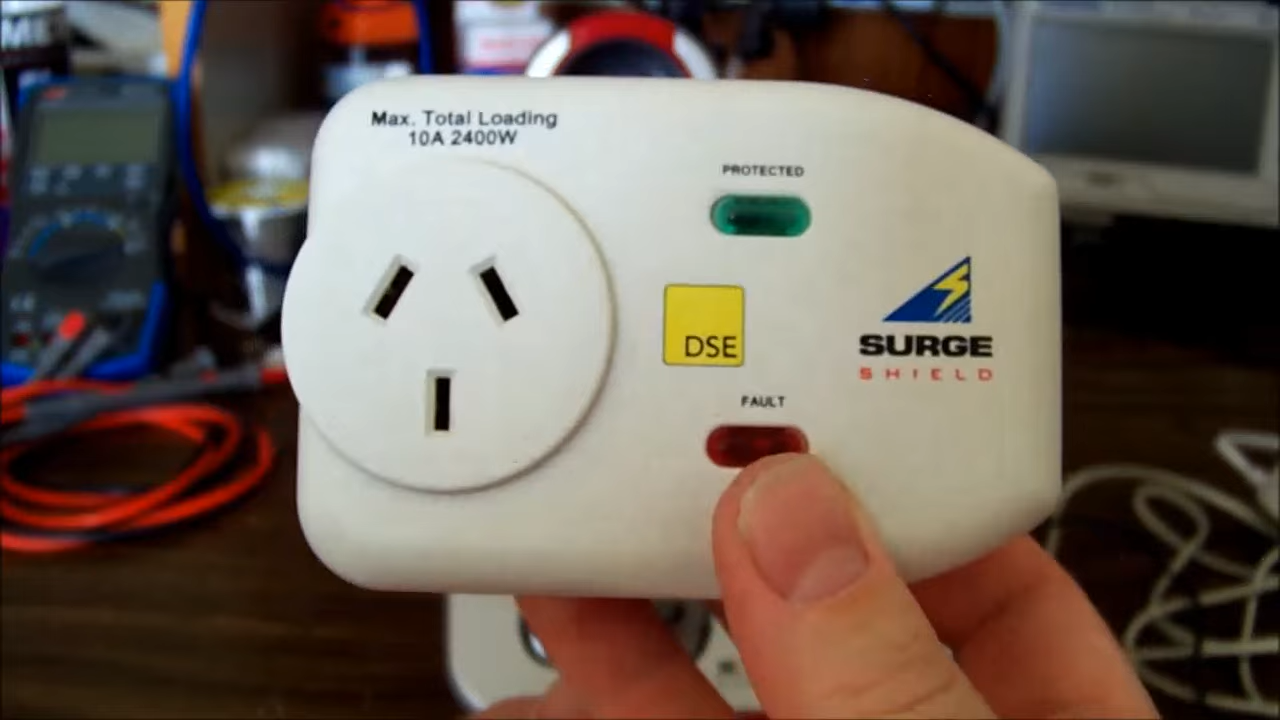 Max. Total Loading
10A 2400W
PROTECTED
DSE
SURGE
SHIELD
FAULT